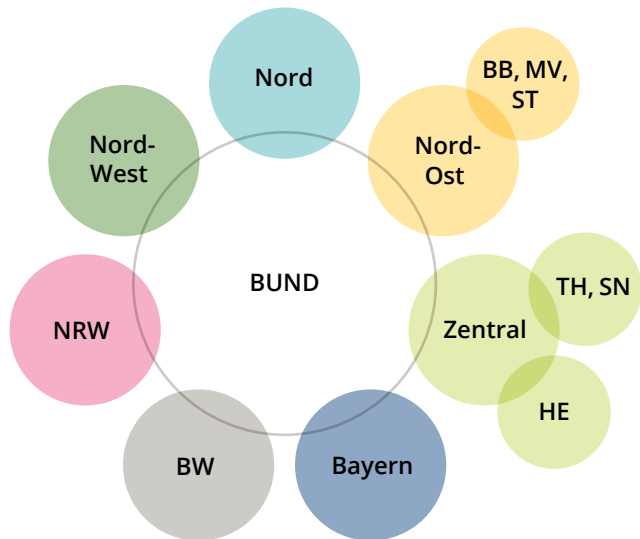 Nord
BB, MV,
ST
Nord-
West
Nord-
Ost
BUND
TH, SN
NRW
Zentral
HE
BW
Bayern